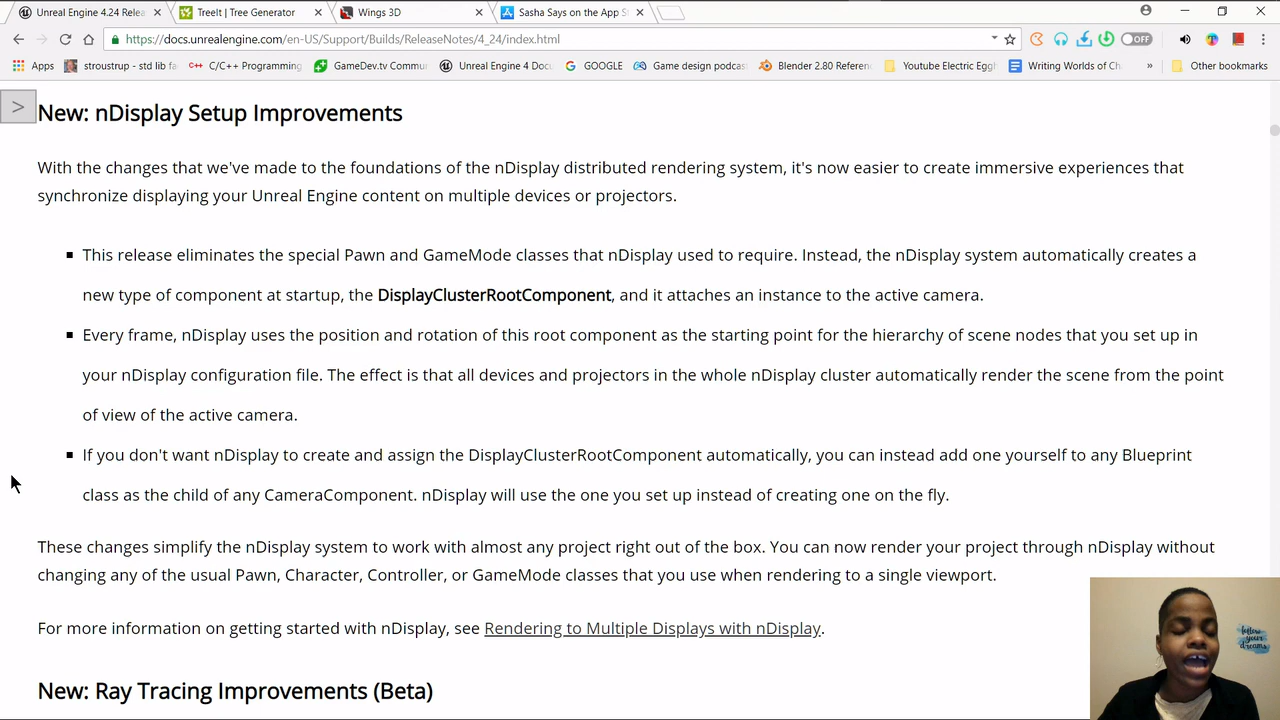 Unreal Engine 4.24 Relea
TreeIt | Tree Generator
Wings 3D
Sasha Says on the App S
https://docs.unrealengine.com/en-US/Support/Builds/ReleaseNotes/4_24/index.html
OFF
Apps
stroustrup - std lib fa
C/C++ Programming
GameDev.tv Commu
Unreal Engine 4 Docu
GOOGLE
Game design podcas
Blender 2.80 Referen
Youtube Electric Eggp
Writing Worlds of Ch
»
Other bookmarks
>
New: nDisplay Setup Improvements
With the changes that we've made to the foundations of the nDisplay distributed rendering system, it's now easier to create immersive experiences that
synchronize displaying your Unreal Engine content on multiple devices or projectors.
This release eliminates the special Pawn and GameMode classes that nDisplay used to require. Instead, the nDisplay system automatically creates a
new type of component at startup, the DisplayClusterRootComponent, and it attaches an instance to the active camera.
Every frame, nDisplay uses the position and rotation of this root component as the starting point for the hierarchy of scene nodes that you set up in
your nDisplay configuration file. The effect is that all devices and projectors in the whole nDisplay cluster automatically render the scene from the point
of view of the active camera.
If you don't want nDisplay to create and assign the DisplayClusterRootComponent automatically, you can instead add one yourself to any Blueprint
class as the child of any CameraComponent. nDisplay will use the one you set up instead of creating one on the fly.
These changes simplify the nDisplay system to work with almost any project right out of the box. You can now render your project through nDisplay without
changing any of the usual Pawn, Character, Controller, or GameMode classes that you use when rendering to a single viewport.
For more information on getting started with nDisplay, see Rendering to Multiple Displays with nDisplay.
follow
your
dreams
New: Ray Tracing Improvements (Beta)